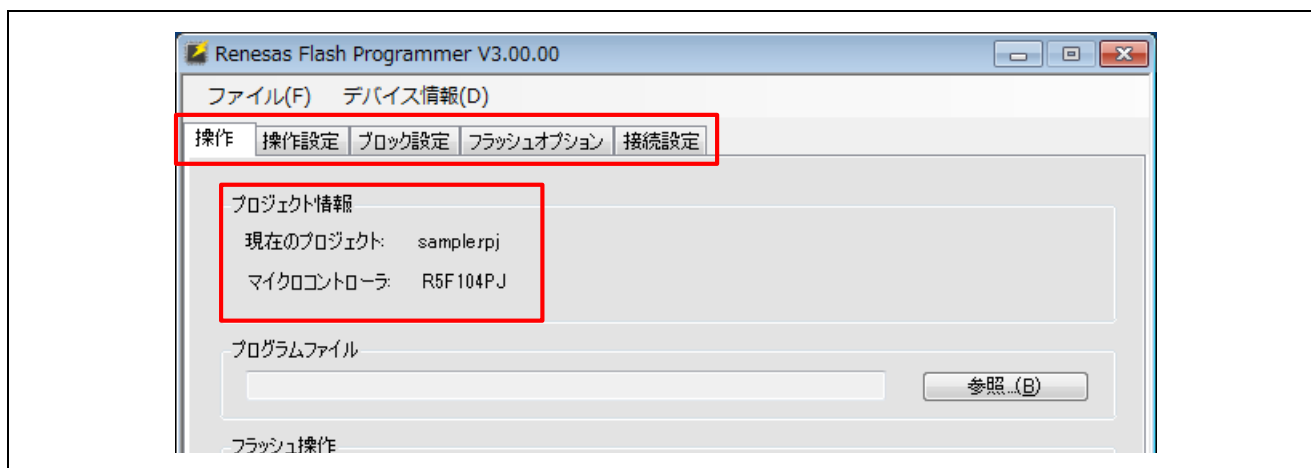 Renesas Flash Programmer V3.00.00
ファイル(F) デバイス情報(D)
操作 操作設定 ブロック設定 フラッシュオプション 接続設定
プロジェクト情報
現在のプロジェクト: sample.rpj
マイクロコントローラ: R5F104PJ
プログラムファイル
参照...(B)
フラッシュ操作